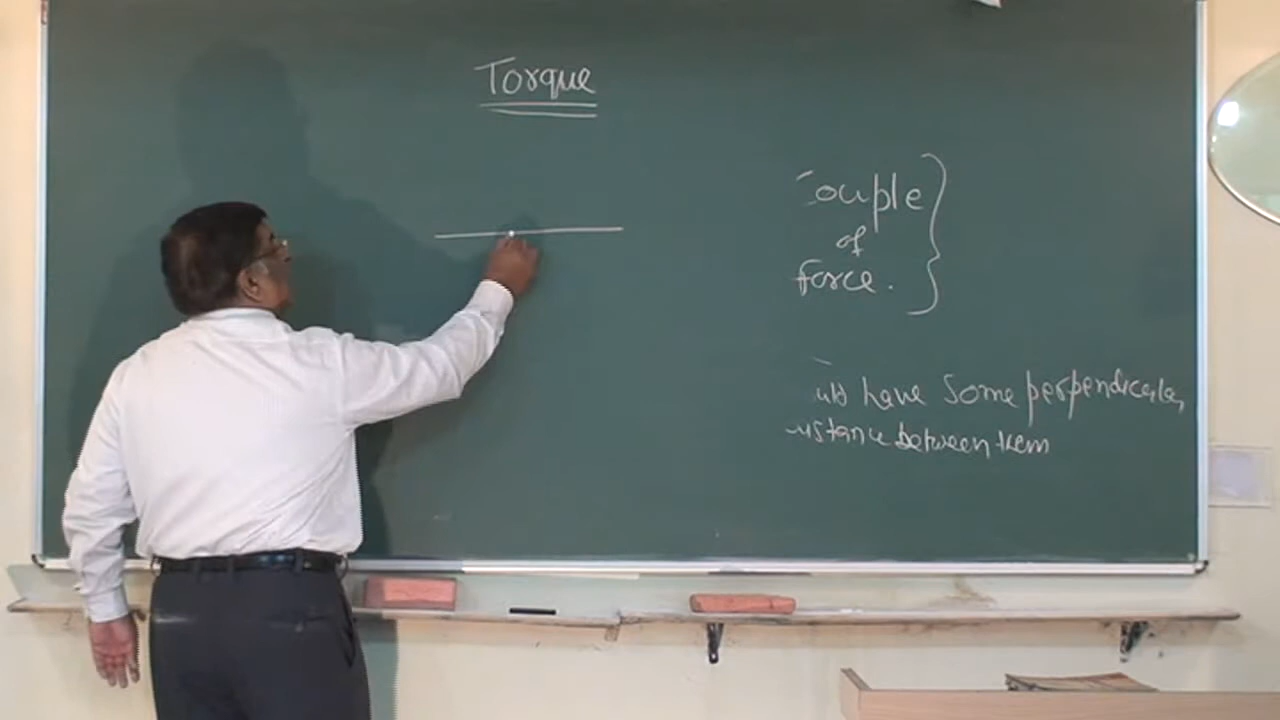 Torque
ouple
of
force.
have some perpendicular
between them